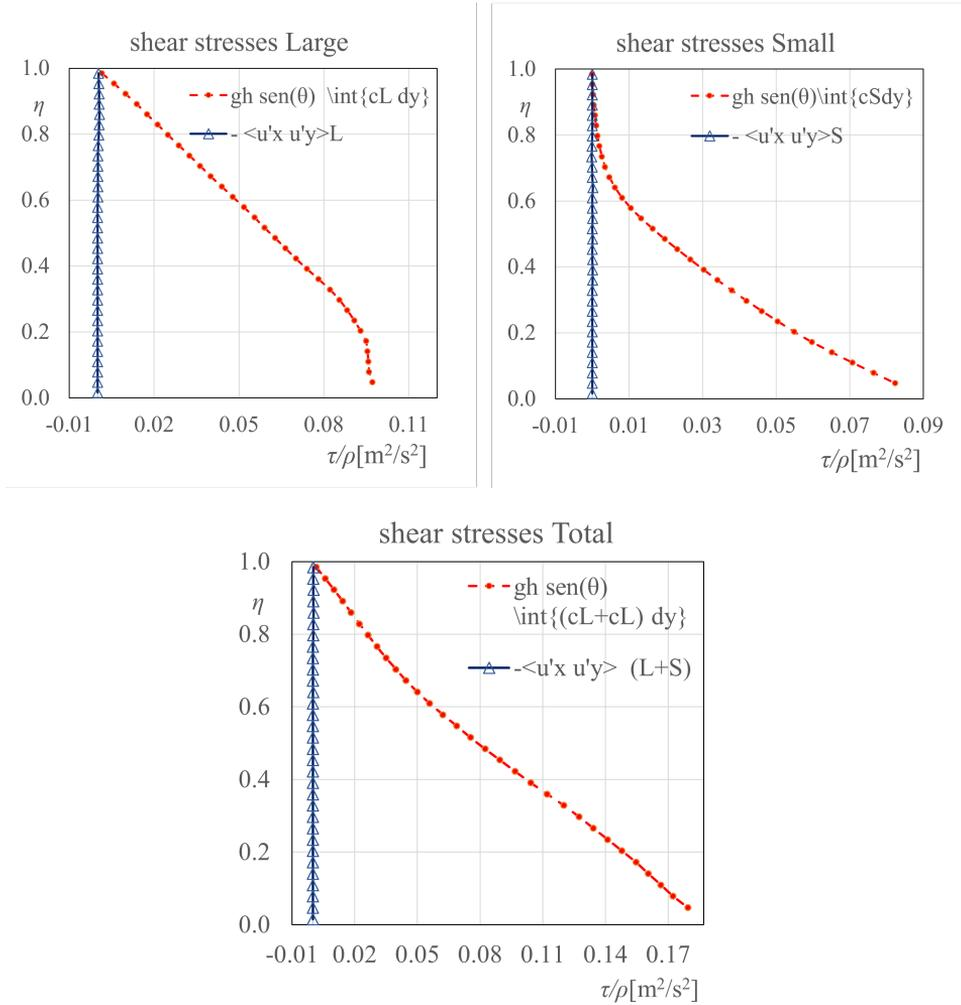 shear stresses Large
1.0
η
0.8
0.6
0.4
0.2
0.0
gh sen(θ) \int{cL dy}
- <u'x u'y>L
-0.01 0.02 0.05 0.08 0.11
τ/ρ[m²/s²]
shear stresses Small
1.0
η
0.8
0.6
0.4
0.2
0.0
gh sen(θ)\int{cSdy}
- <u'x u'y>S
-0.01 0.01 0.03 0.05 0.07 0.09
τ/ρ[m²/s²]
shear stresses Total
1.0
η
0.8
0.6
0.4
0.2
0.0
gh sen(θ)
\int{(cL+cL) dy}
-<u'x u'y> (L+S)
-0.01 0.02 0.05 0.08 0.11 0.14 0.17
τ/ρ[m²/s²]